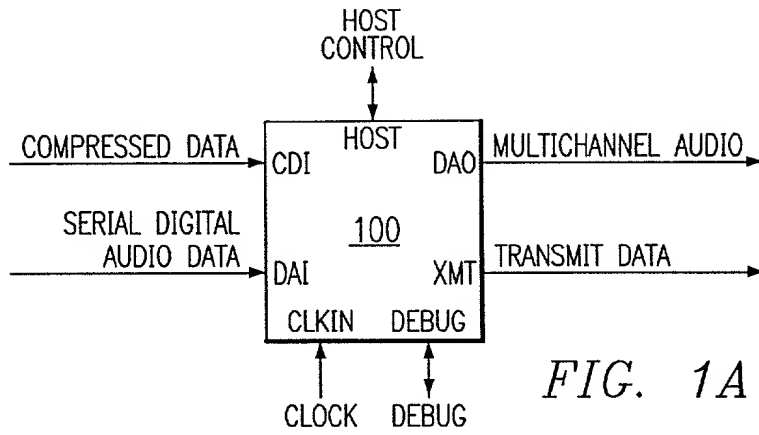 HOST
CONTROL
HOST
COMPRESSED DATA
CDI
DAO
MULTICHANNEL AUDIO
SERIAL DIGITAL
AUDIO DATA
100
DAI
XMT
TRANSMIT DATA
CLKIN
DEBUG
CLOCK
DEBUG
FIG. 1A